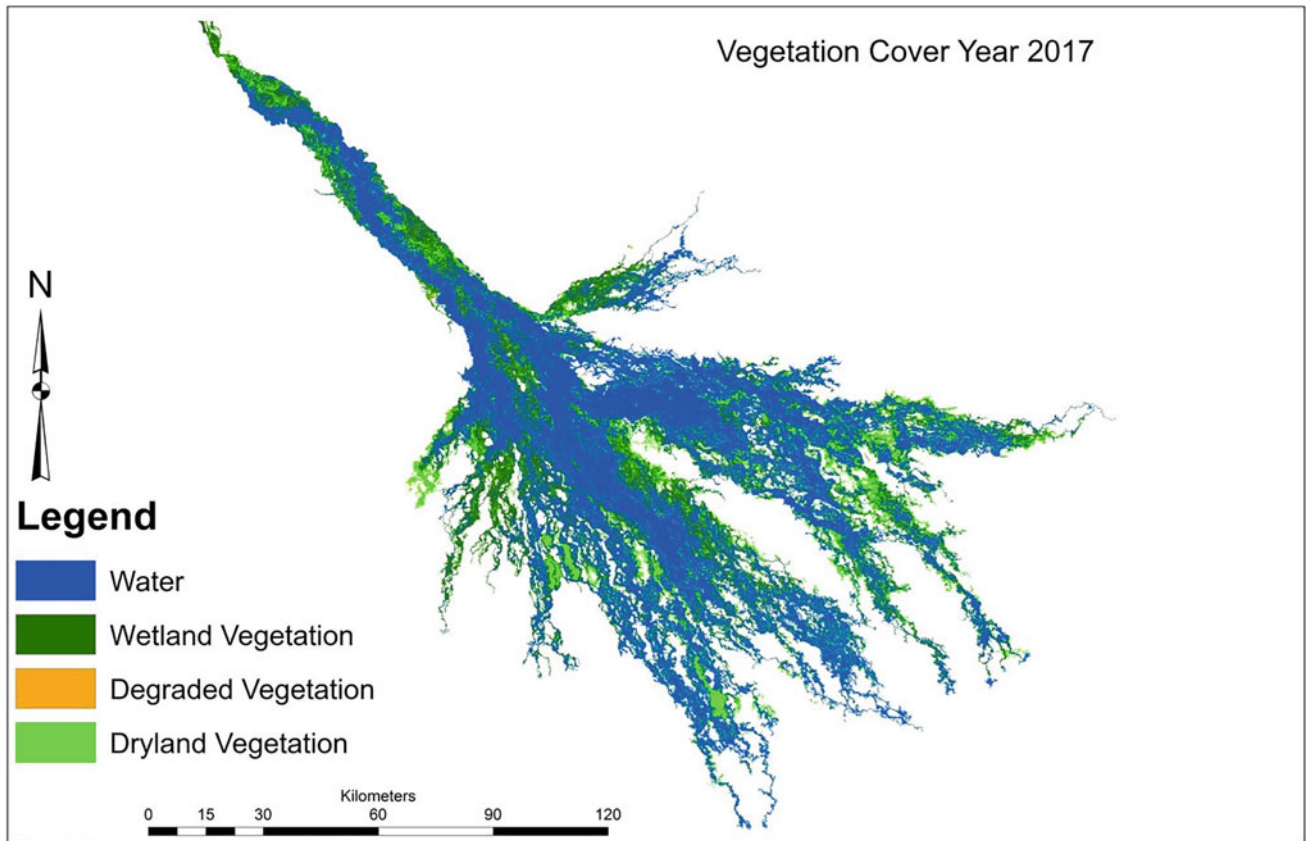 Vegetation Cover Year 2017
N
Legend
Water
Wetland Vegetation
Degraded Vegetation
Dryland Vegetation
Kilometers
0 15 30 60 90 120